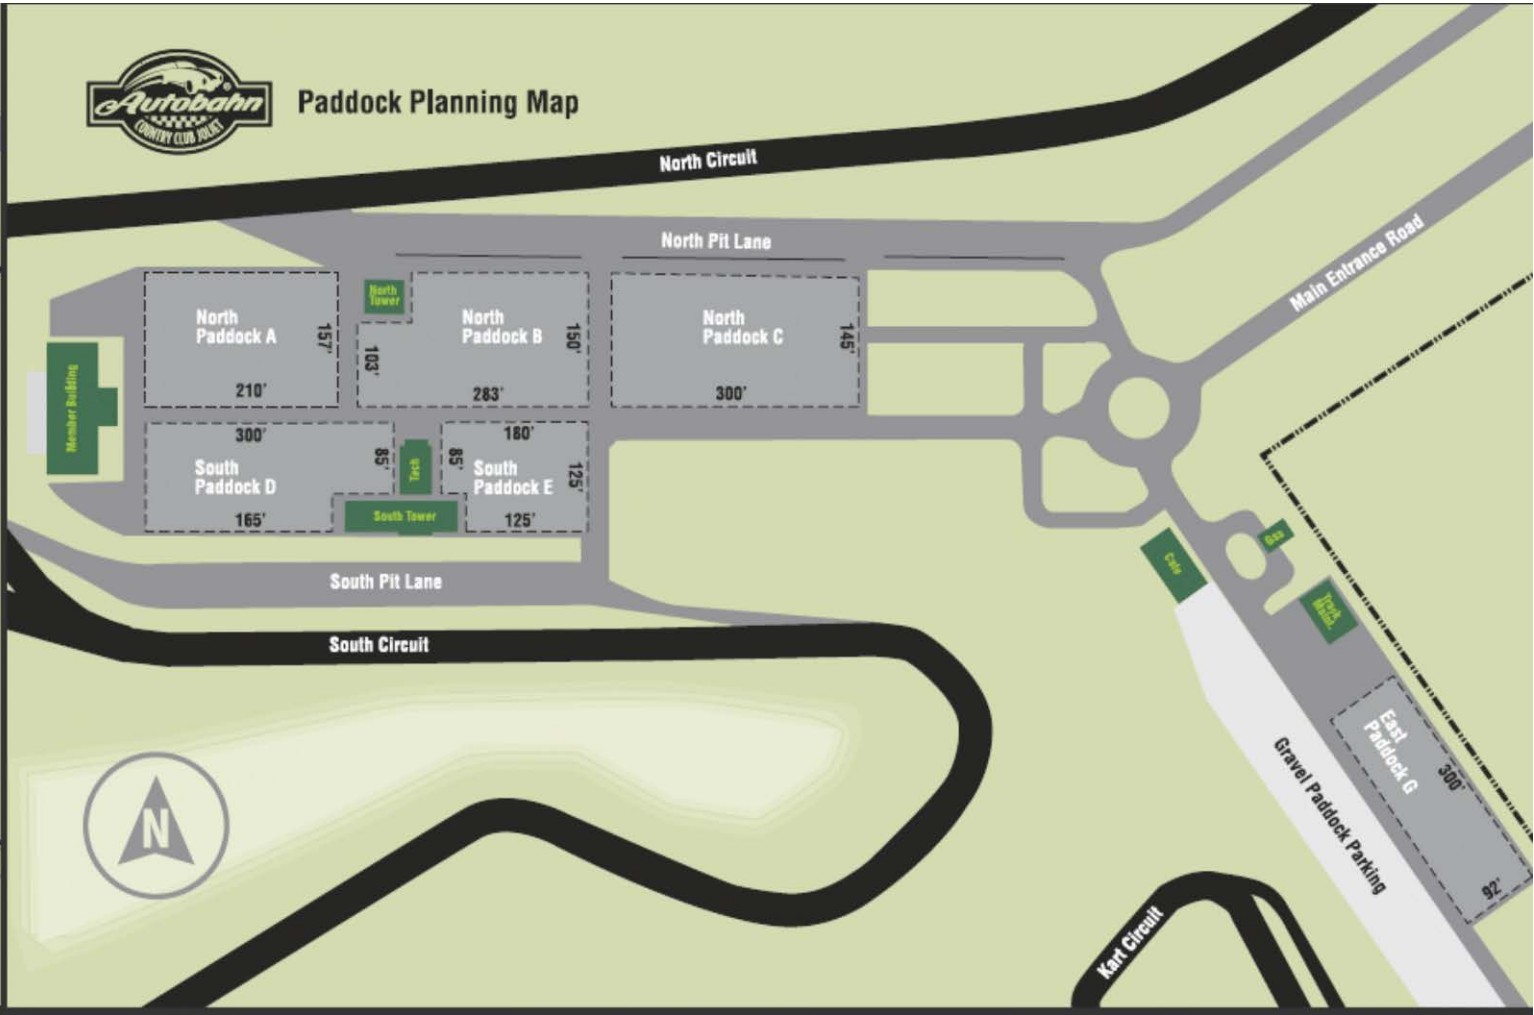 Autobahn
COUNTRY CLUB JOLIET
®
Paddock Planning Map
North Circuit
North Pit Lane
Main Entrance Road
North
Paddock A
157'
210'
North
Tower
North
Paddock B
150'
103'
283'
North
Paddock C
145'
300'
Member Building
300'
85'
South
Paddock D
165'
Tech
South Tower
180'
85'
South
Paddock E
125'
125'
South Pit Lane
South Circuit
Cafe
Gas
Track
Maint.
East
Paddock G
300'
92'
Gravel Paddock Parking
Kart Circuit
N